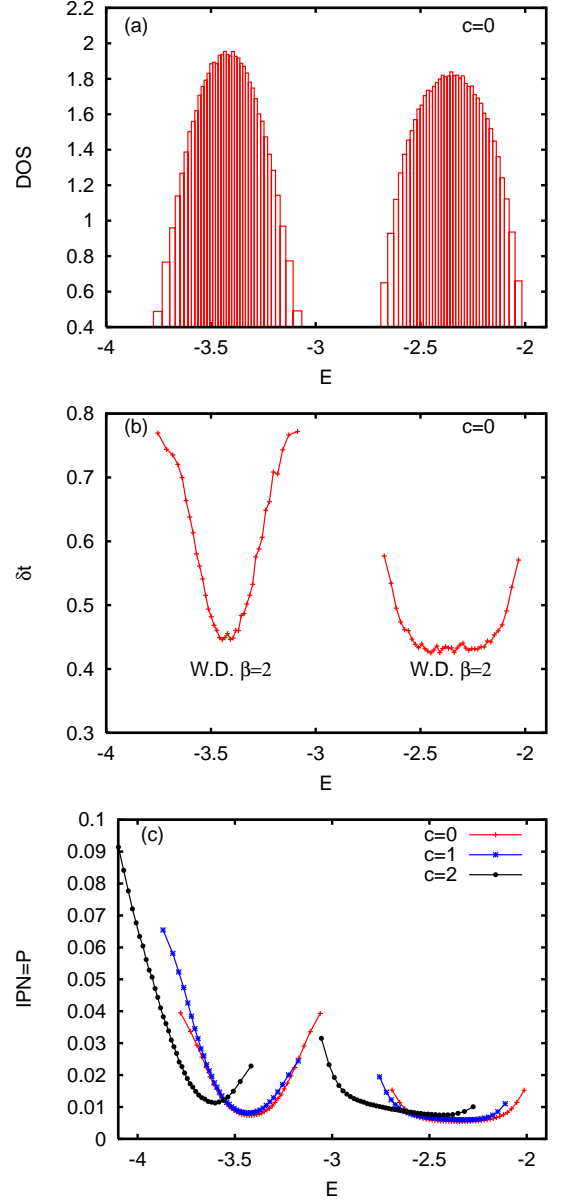 (a)
c=0
DOS
2.2
2
1.8
1.6
1.4
1.2
1
0.8
0.6
0.4
-4
-3.5
-3
-2.5
-2
E
(b)
c=0
δt
0.8
0.7
0.6
0.5
0.4
0.3
W.D. β=2
W.D. β=2
-4
-3.5
-3
-2.5
-2
E
(c)
c=0
c=1
c=2
IPN=P
0.1
0.09
0.08
0.07
0.06
0.05
0.04
0.03
0.02
0.01
0
-4
-3.5
-3
-2.5
-2
E